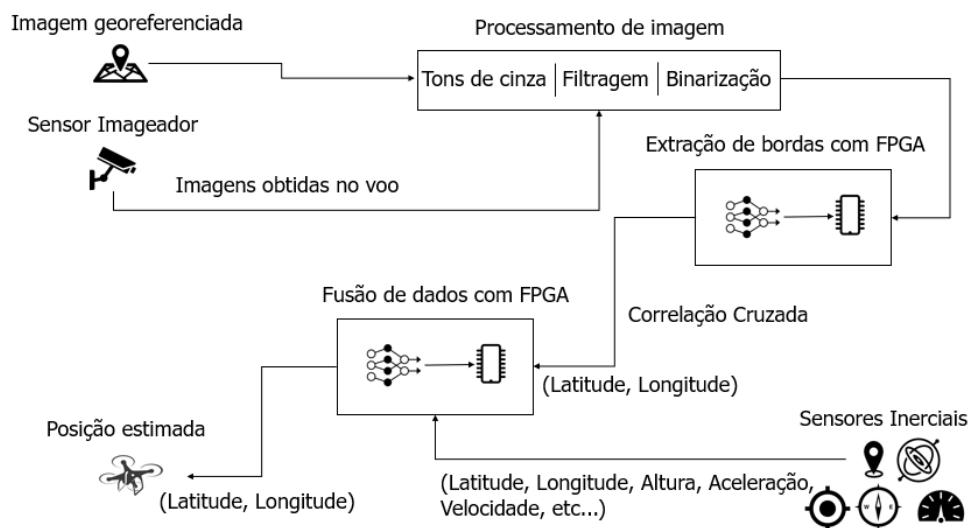 Imagem georeferenciada
Processamento de imagem
Tons de cinza | Filtragem | Binarização
Sensor Imageador
Imagens obtidas no voo
Extração de bordas com FPGA
Fusão de dados com FPGA
Correlação Cruzada
(Latitude, Longitude)
Posição estimada
(Latitude, Longitude)
Sensores Inerciais
(Latitude, Longitude, Altura, Aceleração,
Velocidade, etc...)
W E